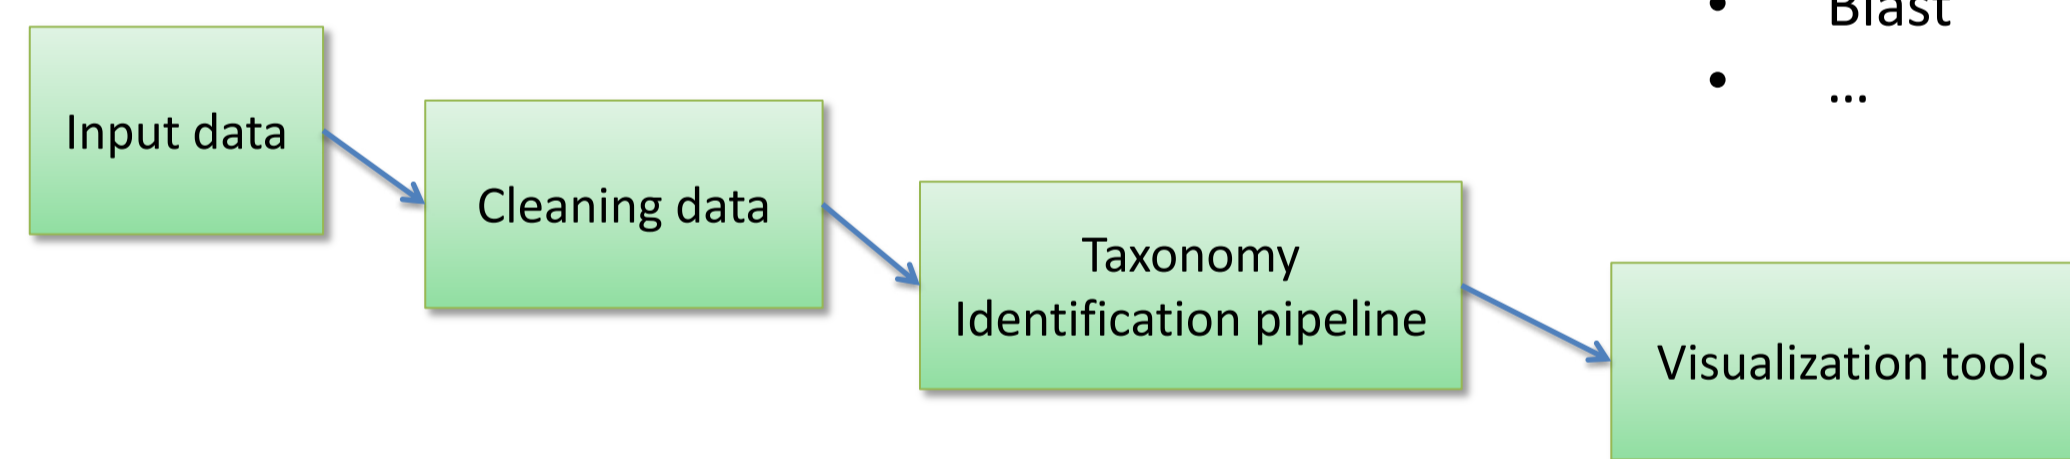 • Blast
• ...
Input data
Cleaning data
Taxonomy
Identification pipeline
Visualization tools